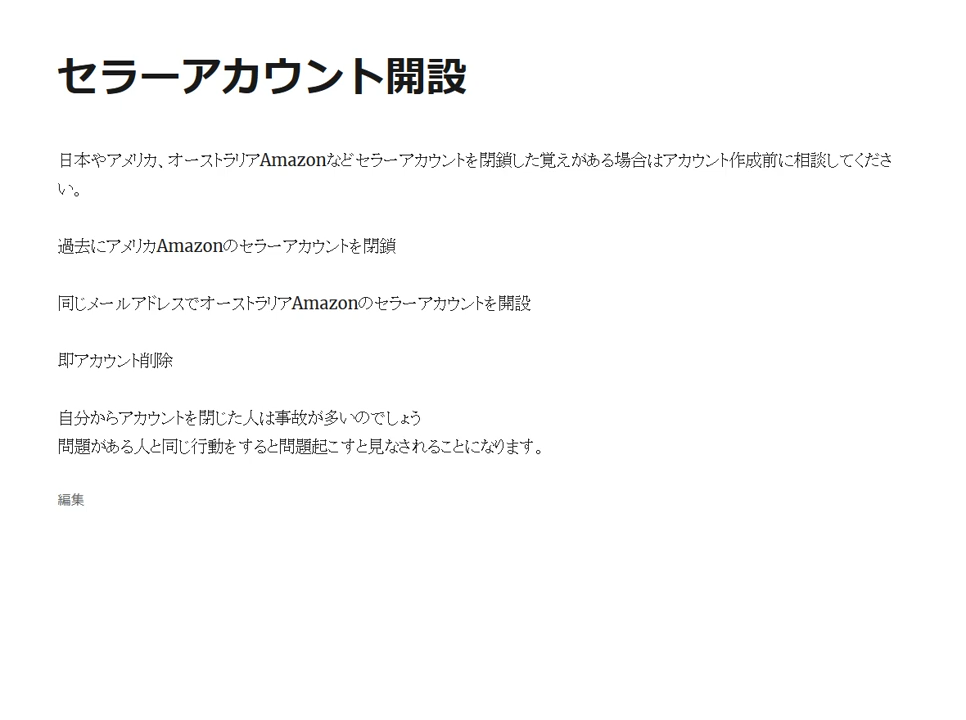 セラーアカウント開設
日本やアメリカ、オーストラリアAmazonなどセラーアカウントを閉鎖した覚えがある場合はアカウント作成前に相談してくださ
い。
過去にアメリカAmazonのセラーアカウントを閉鎖
同じメールアドレスでオーストラリアAmazonのセラーアカウントを開設
即アカウント削除
自分からアカウントを閉じた人は事故が多いのでしょう
問題がある人と同じ行動をすると問題起こすと見なされることになります。
編集